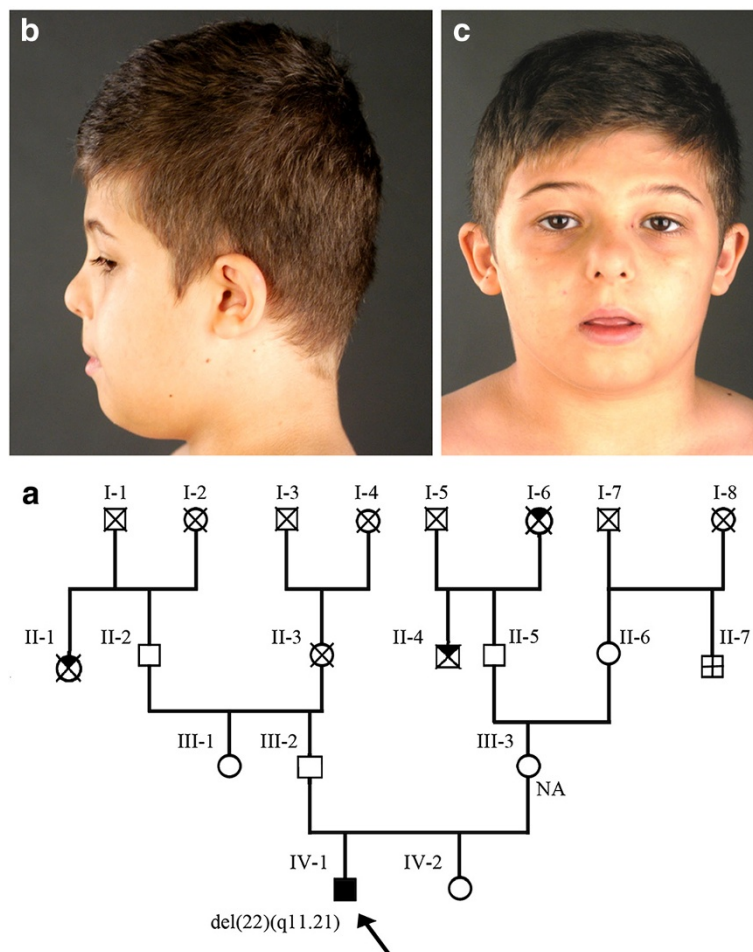 b
c
a
I-1 I-2 I-3 I-4 I-5 I-6 I-7 I-8
II-1 II-2 II-3 II-4 II-5 II-6 II-7
III-1 III-2 III-3
NA
IV-1 IV-2
del(22)(q11.21)